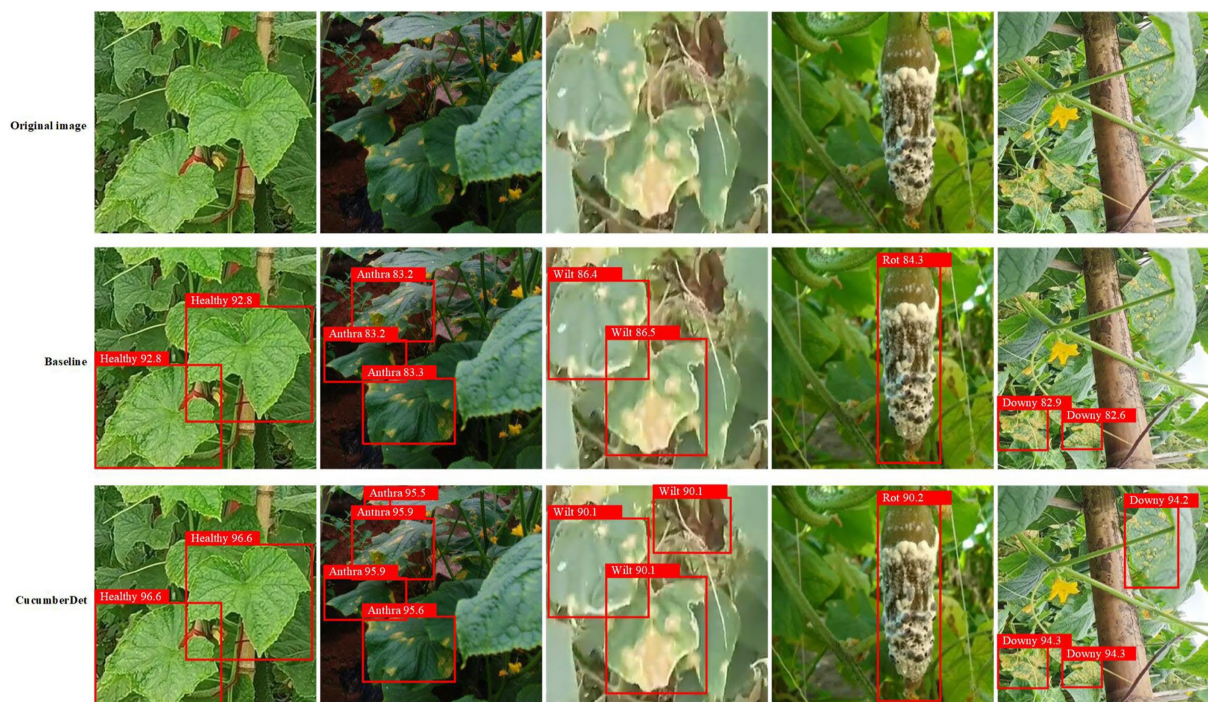 Original image
Baseline
Healthy 92.8
Healthy 92.8
Anthra 83.2
Anthra 83.2
Anthra 83.3
Wilt 86.4
Wilt 86.5
Rot 84.3
Downy 82.9
Downy 82.6
CucumberDet
Healthy 96.6
Healthy 96.6
Anthra 95.5
Anthra 95.9
Anthra 95.9
Anthra 95.6
Wilt 90.1
Wilt 90.1
Wilt 90.1
Rot 90.2
Downy 94.2
Downy 94.3
Downy 94.3